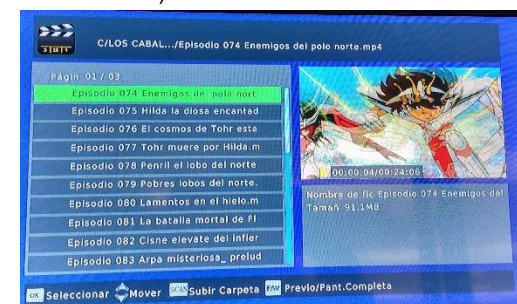 C/LOS CABAL.../Episodio 074 Enemigos del polo norte.mp4
Págin 01 / 03
Episodio 074 Enemigos del polo nort
Episodio 075 Hilda la diosa encantad
Episodio 076 El cosmos de Tohr esta
Episodio 077 Tohr muere por Hilda.m
Episodio 078 Penril el lobo del norte
Episodio 079 Pobres lobos del norte.
Episodio 080 Lamentos en el hielo.m
Episodio 081 La batalla mortal de Fl
Episodio 082 Cisne elevate del infier
Episodio 083 Arpa misteriosa_ prelud
00:00:04/00:24:06
Nombre de fic Episodio 074 Enemigos del
Tamañ 91.1MB
OK Seleccionar Mover SCAN Subir Carpeta FAV Previo/Pant.Completa